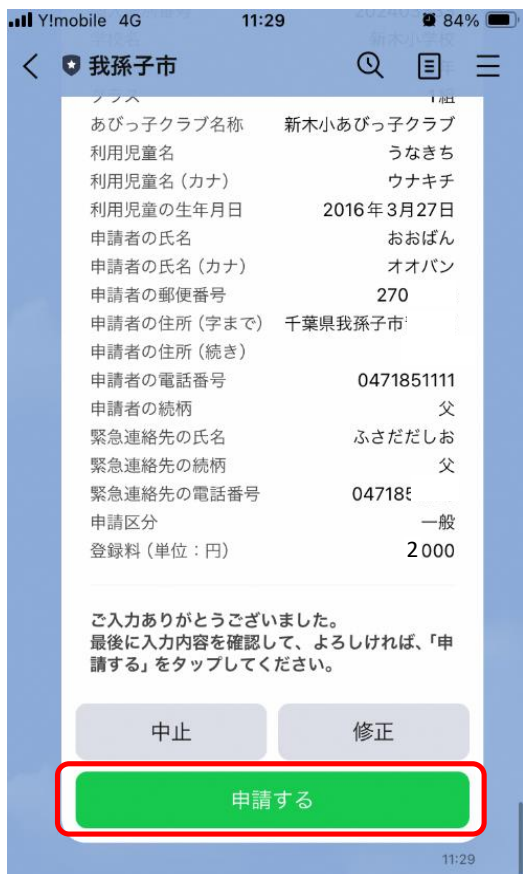 Y!mobile 4G 11:29 84%
我孫子市
クラス 1組
あびっ子クラブ名称 新木小あびっ子クラブ
利用児童名 うなきち
利用児童名（カナ） ウナキチ
利用児童の生年月日 2016年3月27日
申請者の氏名 おおばん
申請者の氏名（カナ） オオバン
申請者の郵便番号 270
申請者の住所（字まで） 千葉県我孫子市
申請者の住所（続き）
申請者の電話番号 0471851111
申請者の続柄 父
緊急連絡先の氏名 ふさだだしお
緊急連絡先の続柄 父
緊急連絡先の電話番号 047185
申請区分 一般
登録料（単位：円） 2000
ご入力ありがとうございました。
最後に入力内容を確認して、よろしければ、「申
請する」をタップしてください。
中止 修正
申請する
11:29